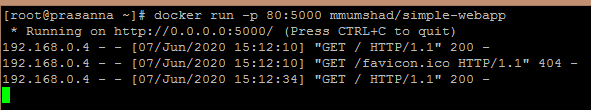 [root@prasanna ~]# docker run -p 80:5000 mmumshad/simple-webapp
 * Running on http://0.0.0.0:5000/ (Press CTRL+C to quit)
192.168.0.4 - - [07/Jun/2020 15:12:10] "GET / HTTP/1.1" 200 -
192.168.0.4 - - [07/Jun/2020 15:12:10] "GET /favicon.ico HTTP/1.1" 404 -
192.168.0.4 - - [07/Jun/2020 15:12:34] "GET / HTTP/1.1" 200 -